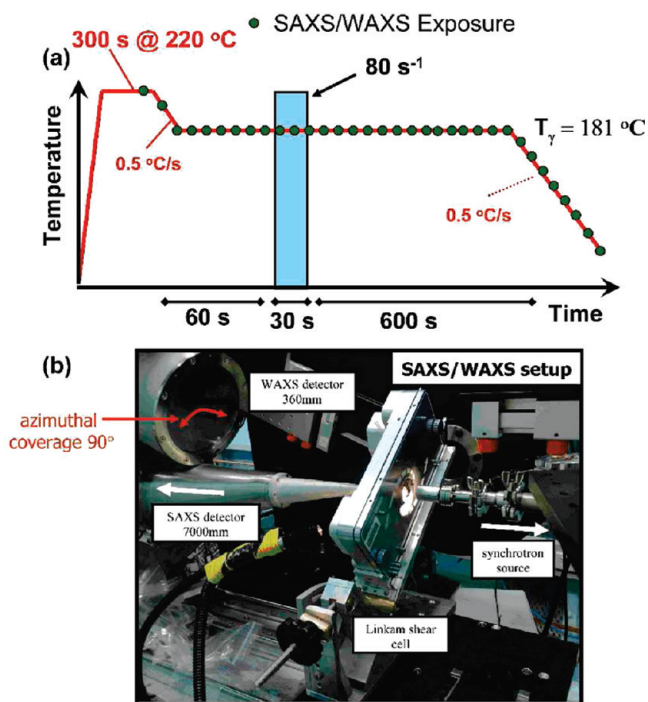 SAXS/WAXS Exposure
300 s @ 220 °C
(a)
80 s⁻¹
Tγ = 181 °C
0.5 °C/s
0.5 °C/s
Temperature
Time
60 s
30 s
600 s
(b)
SAXS/WAXS setup
WAXS detector
360mm
azimuthal
coverage 90°
SAXS detector
7000mm
synchrotron
source
Linkam shear
cell